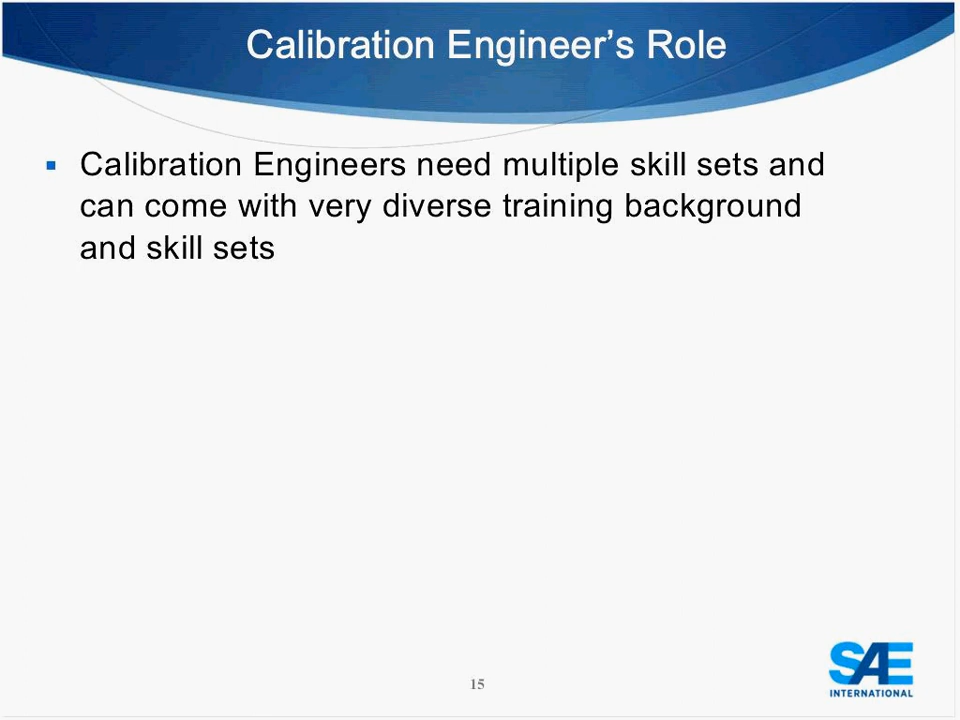 Calibration Engineer’s Role
▪ Calibration Engineers need multiple skill sets and
can come with very diverse training background
and skill sets
15
SAE
INTERNATIONAL